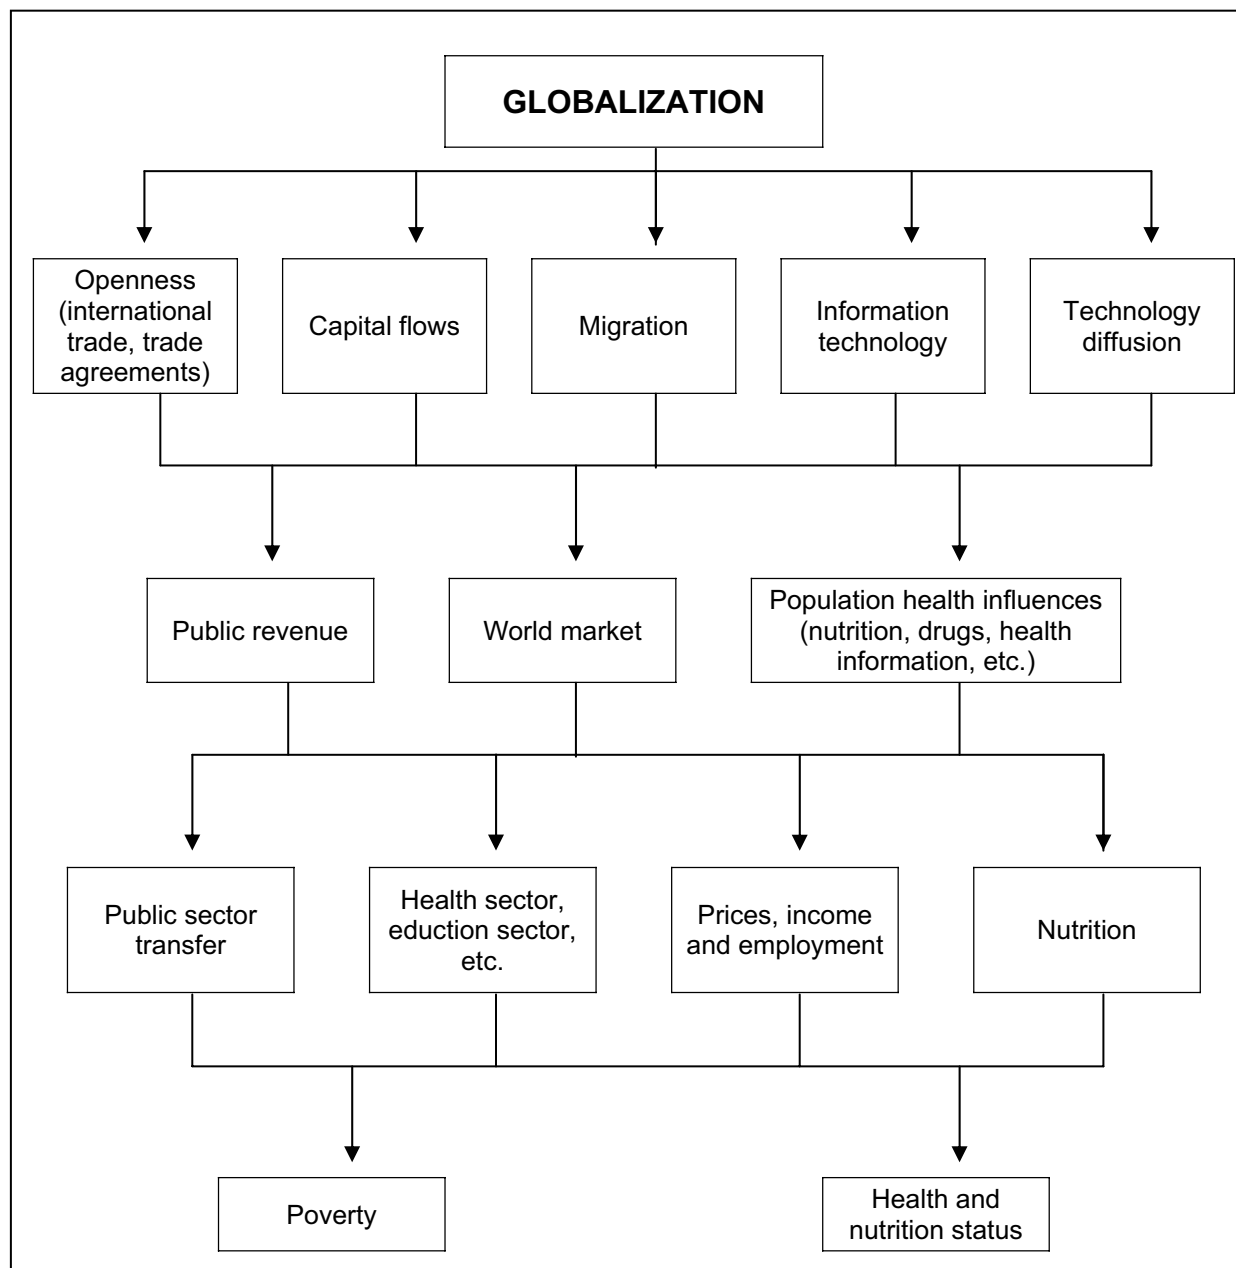 GLOBALIZATION
Openness
(international
trade, trade
agreements)
Capital flows
Migration
Information
technology
Technology
diffusion
Public revenue
World market
Population health influences
(nutrition, drugs, health
information, etc.)
Public sector
transfer
Health sector,
eduction sector,
etc.
Prices, income
and employment
Nutrition
Poverty
Health and
nutrition status